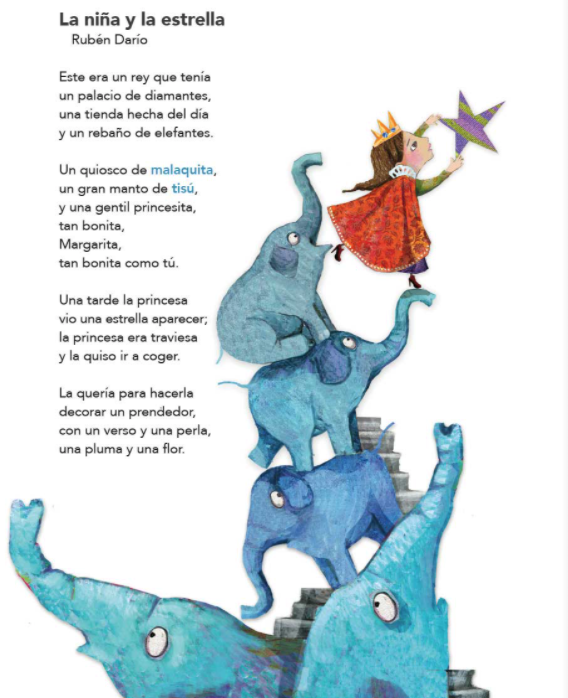 La niña y la estrella
Rubén Darío
Este era un rey que tenía
un palacio de diamantes,
una tienda hecha del día
y un rebaño de elefantes.
Un quiosco de malaquita,
un gran manto de tisú,
y una gentil princesita,
tan bonita,
Margarita,
tan bonita como tú.
Una tarde la princesa
vio una estrella aparecer;
la princesa era traviesa
y la quiso ir a coger.
La quería para hacerla
decorar un prendedor,
con un verso y una perla,
una pluma y una flor.